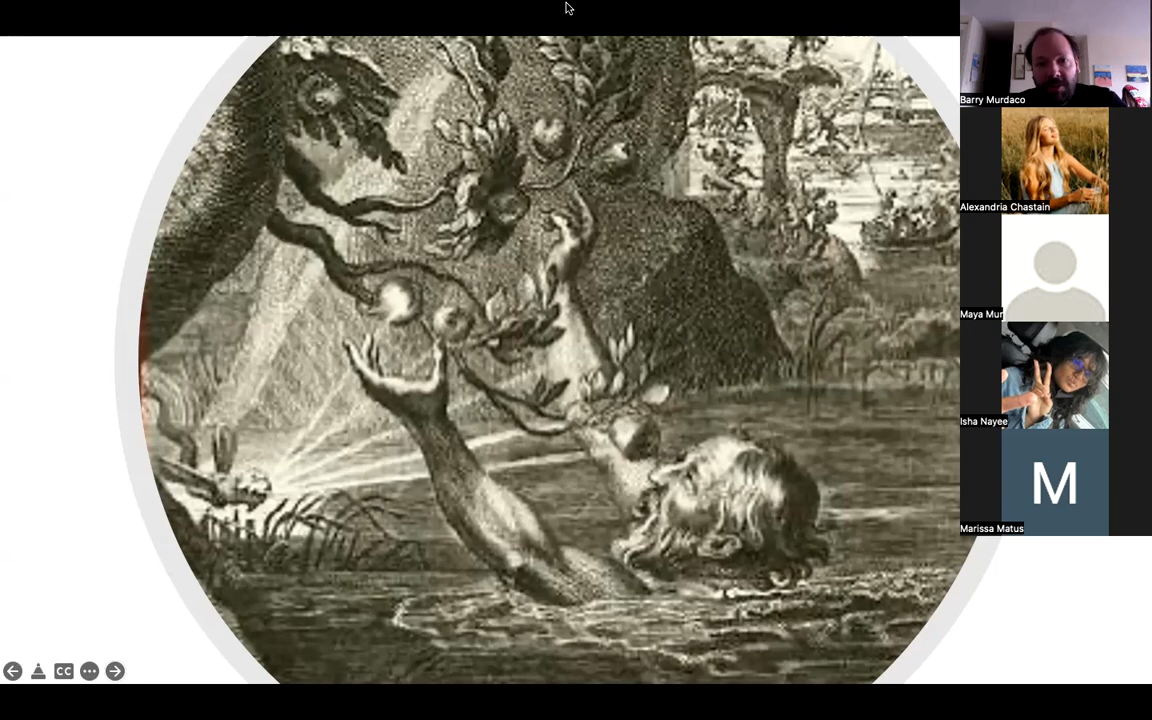 Barry Murdaco
Alexandria Chastain
Maya Mur
Isha Nayee
M
Marissa Matus
CC